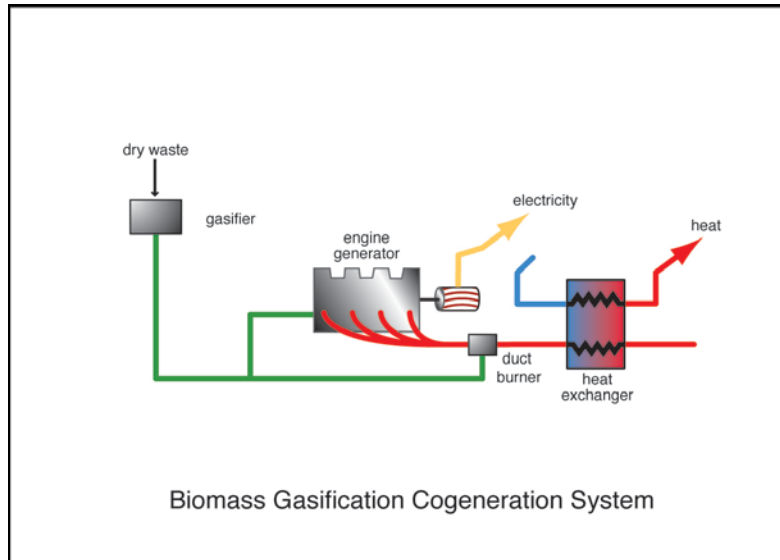 dry waste
gasifier
engine
generator
electricity
heat
duct
burner
heat
exchanger
Biomass Gasification Cogeneration System